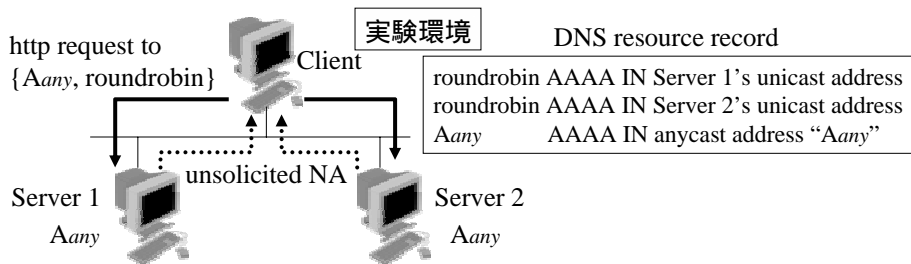 実験環境
http request to
{Aany, roundrobin}
Client
DNS resource record
roundrobin AAAA IN Server 1's unicast address
roundrobin AAAA IN Server 2's unicast address
Aany AAAA IN anycast address “Aany”
unsolicited NA
Server 1
Aany
Server 2
Aany